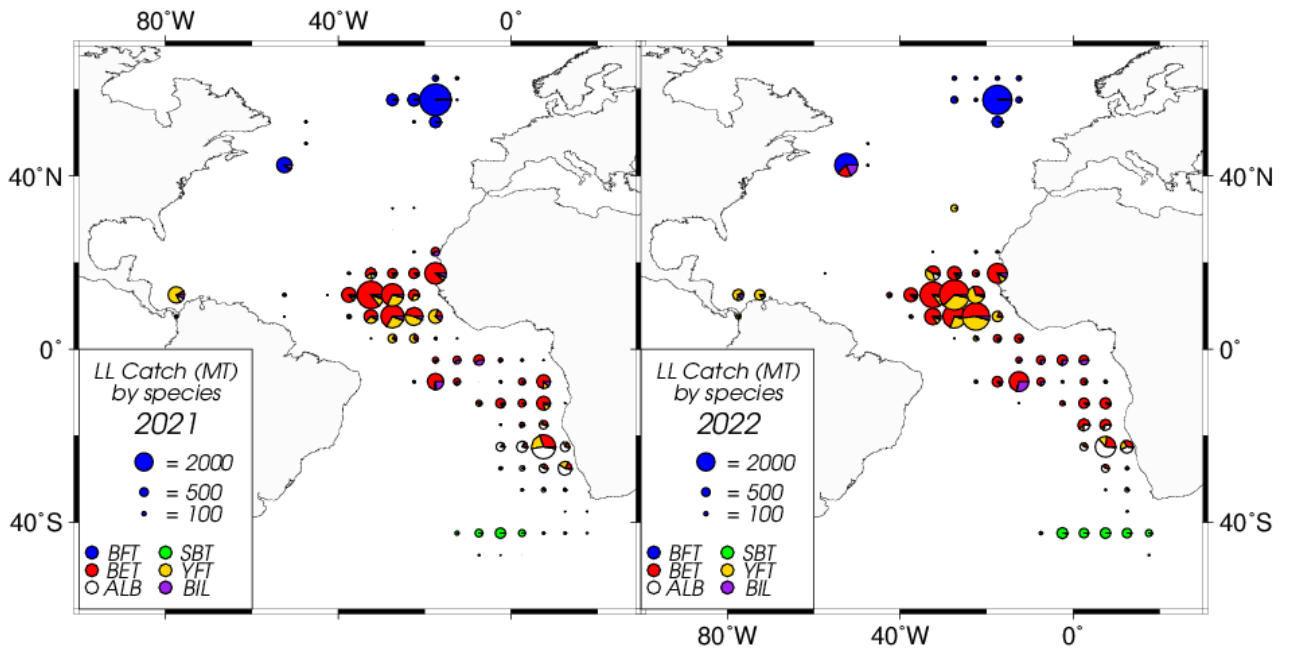 80˚W 40˚W 0˚
40˚N 40˚N
0˚ 0˚
LL Catch (MT) LL Catch (MT)
by species by species
2021 2022
= 2000 = 2000
= 500 = 500
= 100 = 100
40˚S 40˚S
BFT SBT BFT SBT
BET YFT BET YFT
ALB BIL ALB BIL
80˚W 40˚W 0˚